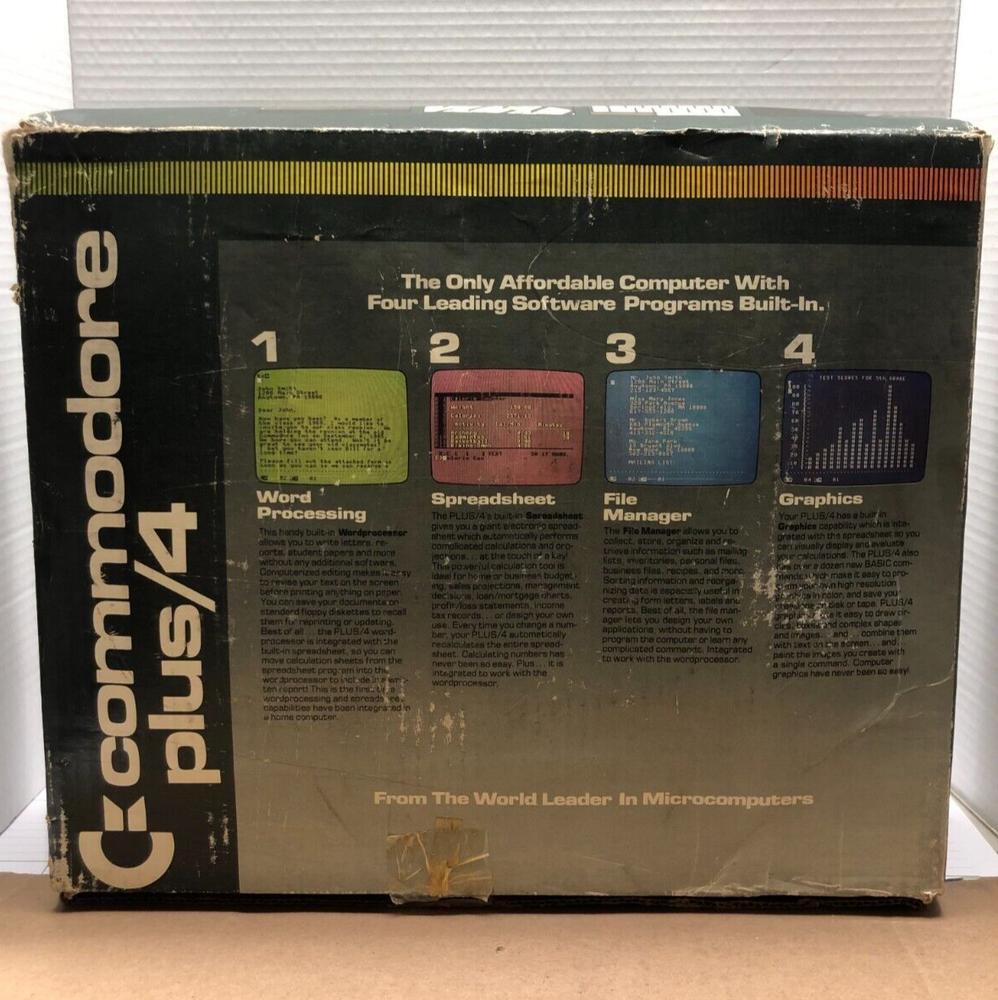 commodore
plus/4
The Only Affordable Computer With
Four Leading Software Programs Built-In.
1
Word
Processing
This handy built-in Wordprocessor
allows you to write letters, re-
ports, student papers and more
without any additional software.
Computerized editing makes it easy
to revise your text on the screen
before printing anything on paper.
You can save your documents on
standard floppy diskettes to recall
them for reprinting or updating.
Best of all ... the PLUS/4 word-
processor is integrated with the
built-in spreadsheet, so you can
move calculation sheets from the
spreadsheet program into the
wordprocessor to include in a writ-
ten report! This is the first time
wordprocessing and spreadsheet
capabilities have been integrated in
a home computer.
2
Spreadsheet
The PLUS/4's built-in Spreadsheet
gives you a giant electronic spread-
sheet which automatically performs
complicated calculations and pro-
jections ... at the touch of a key!
This powerful calculation tool is
ideal for home or business budget-
ing, sales projections, management
decisions, loan/mortgage charts,
profit/loss statements, income
tax records ... or design your own
use. Every time you change a num-
ber, your PLUS/4 automatically
recalculates the entire spread-
sheet. Calculating numbers has
never been so easy. Plus ... it is
integrated to work with the
wordprocessor.
3
File
Manager
The File Manager allows you to
collect, store, organize and re-
trieve information such as mailing
lists, inventories, personal files,
business files, recipes, and more.
Sorting information and reorga-
nizing data is especially useful in
creating form letters, labels and
reports. Best of all, the file man-
ager lets you design your own
applications, without having to
program the computer or learn any
complicated commands. Integrated
to work with the wordprocessor.
4
TEST SCORES FOR 5th GRADE
Graphics
Your PLUS/4 has a built in
Graphics capability which is inte-
grated with the spreadsheet so you
can visually display and evaluate
your calculations. The PLUS/4 also
has over a dozen new BASIC com-
mands which make it easy to pro-
gram your own high resolution
graphics in color, and save your
creations on disk or tape. PLUS/4
graphics make it easy to draw cir-
cles, boxes and complex shapes
and images ... and ... combine them
with text on the screen ... and
paint the images you create with
a single command. Computer
graphics have never been so easy!
From The World Leader In Microcomputers